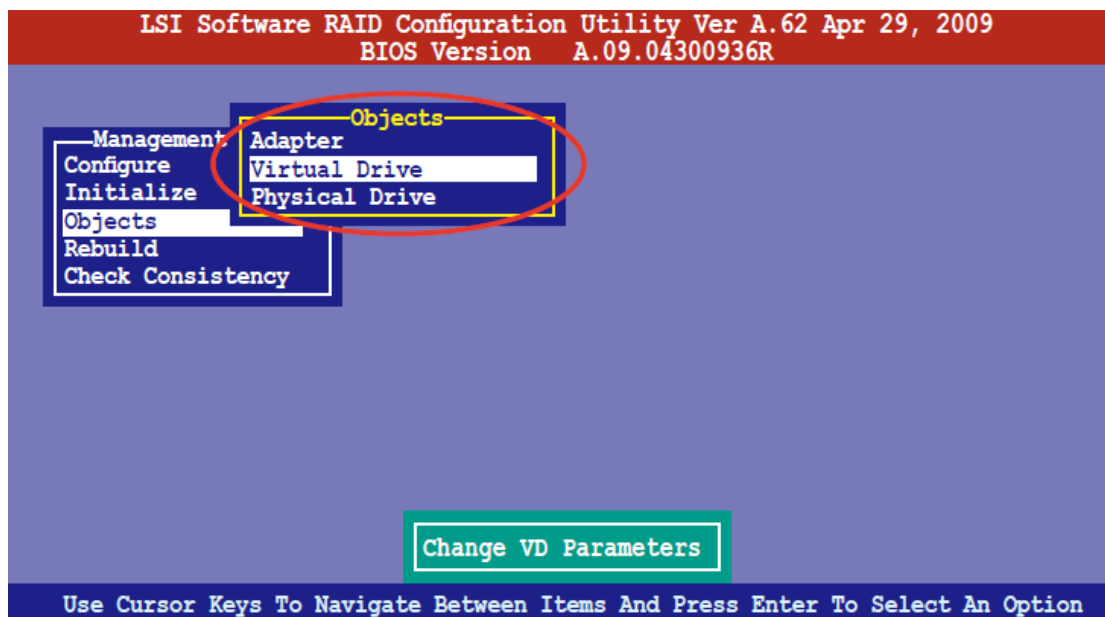 LSI Software RAID Configuration Utility Ver A.62 Apr 29, 2009
BIOS Version A.09.04300936R
Management
Configure
Initialize
Objects
Rebuild
Check Consistency
Objects
Adapter
Virtual Drive
Physical Drive
Change VD Parameters
Use Cursor Keys To Navigate Between Items And Press Enter To Select An Option